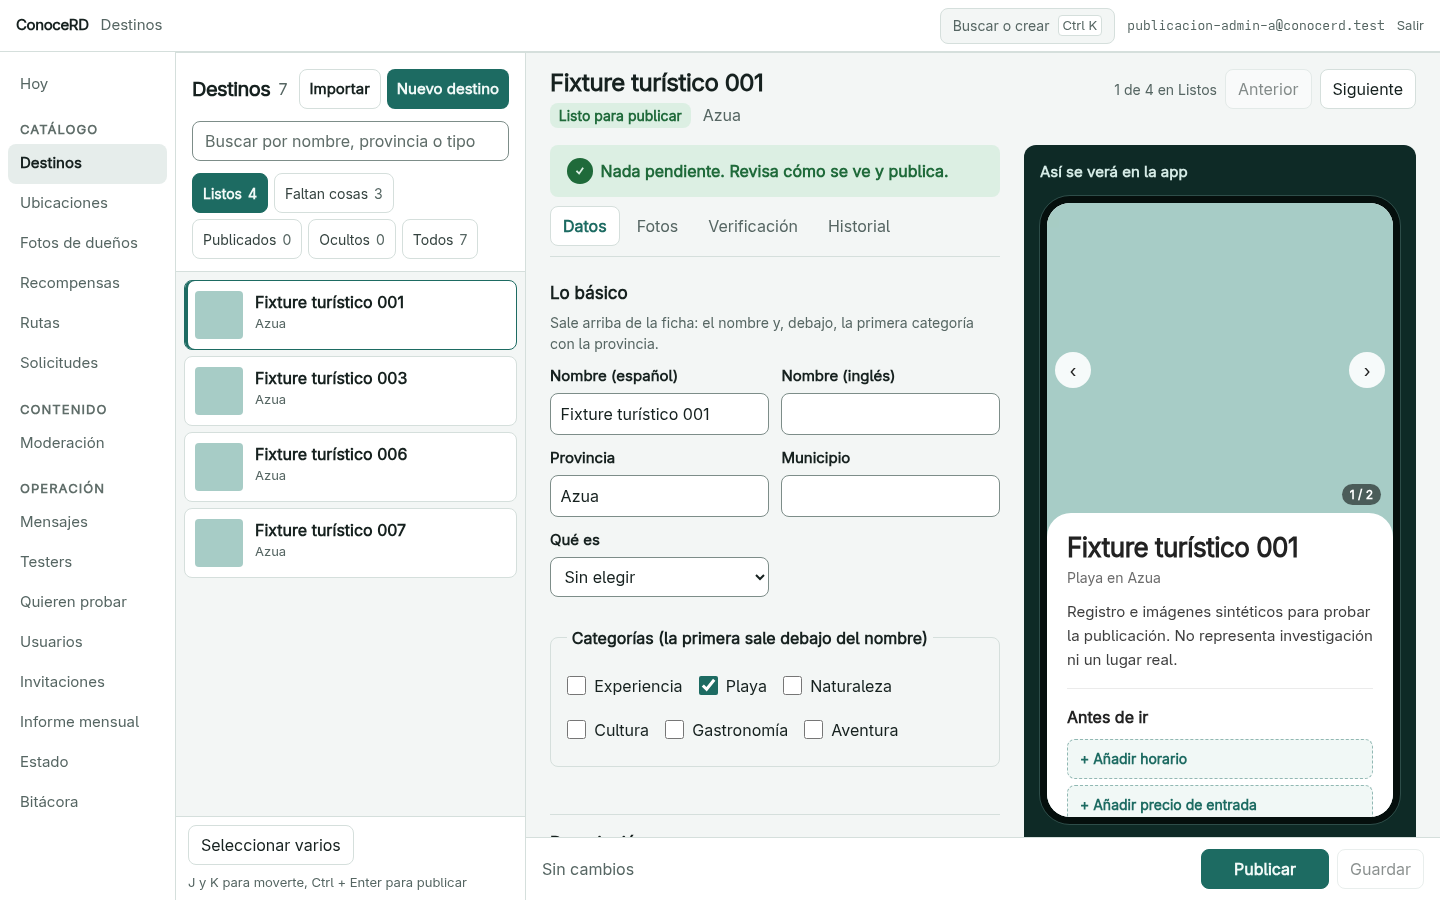 ConoceRD Destinos
Buscar o crear Ctrl K
publicacion-admin-a@conocerd.test Salir
Hoy
CATÁLOGO
Destinos
Ubicaciones
Fotos de dueños
Recompensas
Rutas
Solicitudes
CONTENIDO
Moderación
OPERACIÓN
Mensajes
Testers
Quieren probar
Usuarios
Invitaciones
Informe mensual
Estado
Bitácora
Destinos 7
Importar
Nuevo destino
Buscar por nombre, provincia o tipo
Listos 4
Faltan cosas 3
Publicados 0
Ocultos 0
Todos 7
Fixture turístico 001
Azua
Fixture turístico 003
Azua
Fixture turístico 006
Azua
Fixture turístico 007
Azua
Seleccionar varios
J y K para moverte, Ctrl + Enter para publicar
Fixture turístico 001
Listo para publicar Azua
1 de 4 en Listos
Anterior
Siguiente
Nada pendiente. Revisa cómo se ve y publica.
Datos Fotos Verificación Historial
Lo básico
Sale arriba de la ficha: el nombre y, debajo, la primera categoría
con la provincia.
Nombre (español) Nombre (inglés)
Fixture turístico 001
Provincia Municipio
Azua
Qué es
Sin elegir
Categorías (la primera sale debajo del nombre)
Experiencia Playa Naturaleza
Cultura Gastronomía Aventura
Así se verá en la app
‹ ›
1 / 2
Fixture turístico 001
Playa en Azua
Registro e imágenes sintéticos para probar
la publicación. No representa investigación
ni un lugar real.
Antes de ir
+ Añadir horario
+ Añadir precio de entrada
Sin cambios
Publicar
Guardar